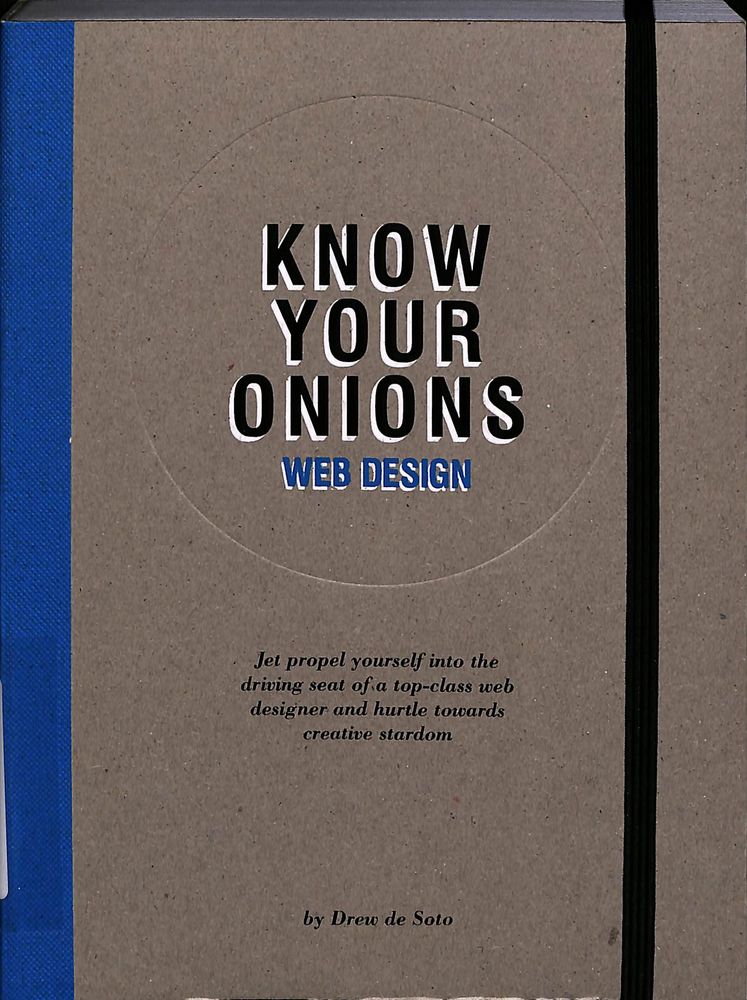 KNOW
YOUR
ONIONS
WEB DESIGN
Jet propel yourself into the
driving seat of a top-class web
designer and hurtle towards
creative stardom
by Drew de Soto